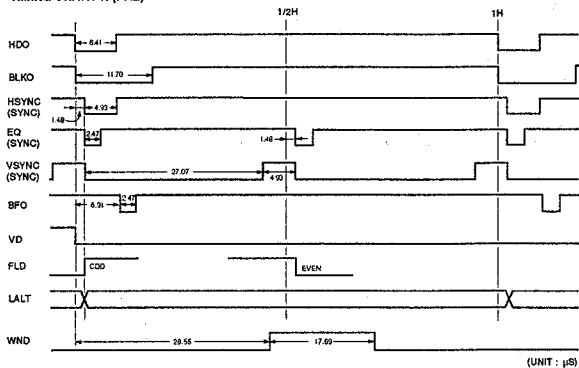 1/2H 1H
HDO 6.41
BLKO 11.70
HSYNC (SYNC) 4.93
1.48
EQ (SYNC) 2.47 1.48
VSYNC (SYNC) 27.07 4.93
BFO 6.91 2.47
VD
FLD ODD EVEN
LALT
WND 29.55 17.69
(UNIT : µS)